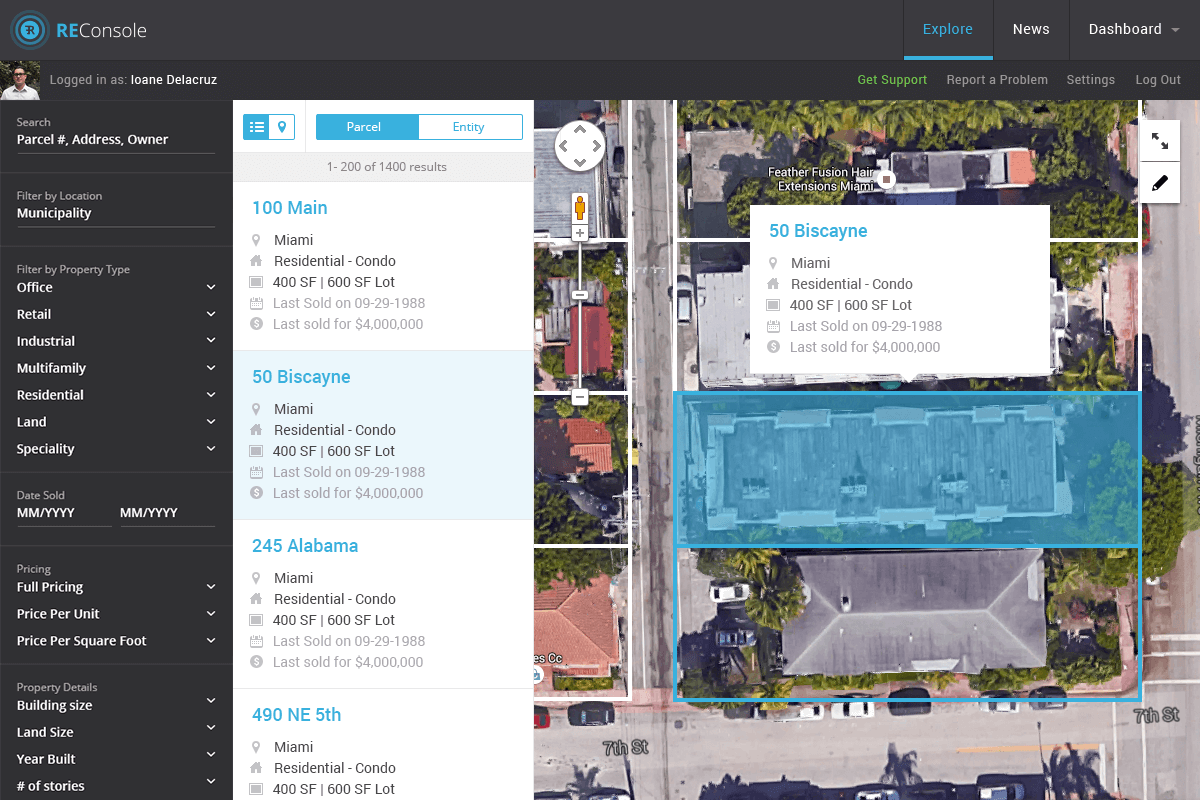 REConsole
Explore
News
Dashboard
Logged in as: Ioane Delacruz
Get Support
Report a Problem
Settings
Log Out
Search
Parcel #, Address, Owner
Filter by Location
Municipality
Filter by Property Type
Office
Retail
Industrial
Multifamily
Residential
Land
Speciality
Date Sold
MM/YYYY MM/YYYY
Pricing
Full Pricing
Price Per Unit
Price Per Square Foot
Property Details
Building size
Land Size
Year Built
# of stories
Parcel
Entity
1- 200 of 1400 results
100 Main
Miami
Residential - Condo
400 SF | 600 SF Lot
Last Sold on 09-29-1988
Last sold for $4,000,000
50 Biscayne
Miami
Residential - Condo
400 SF | 600 SF Lot
Last Sold on 09-29-1988
Last sold for $4,000,000
245 Alabama
Miami
Residential - Condo
400 SF | 600 SF Lot
Last Sold on 09-29-1988
Last sold for $4,000,000
490 NE 5th
Miami
Residential - Condo
400 SF | 600 SF Lot
Feather Fusion Hair
Extensions Miami
50 Biscayne
Miami
Residential - Condo
400 SF | 600 SF Lot
Last Sold on 09-29-1988
Last sold for $4,000,000
es Cc
7th St
7th St